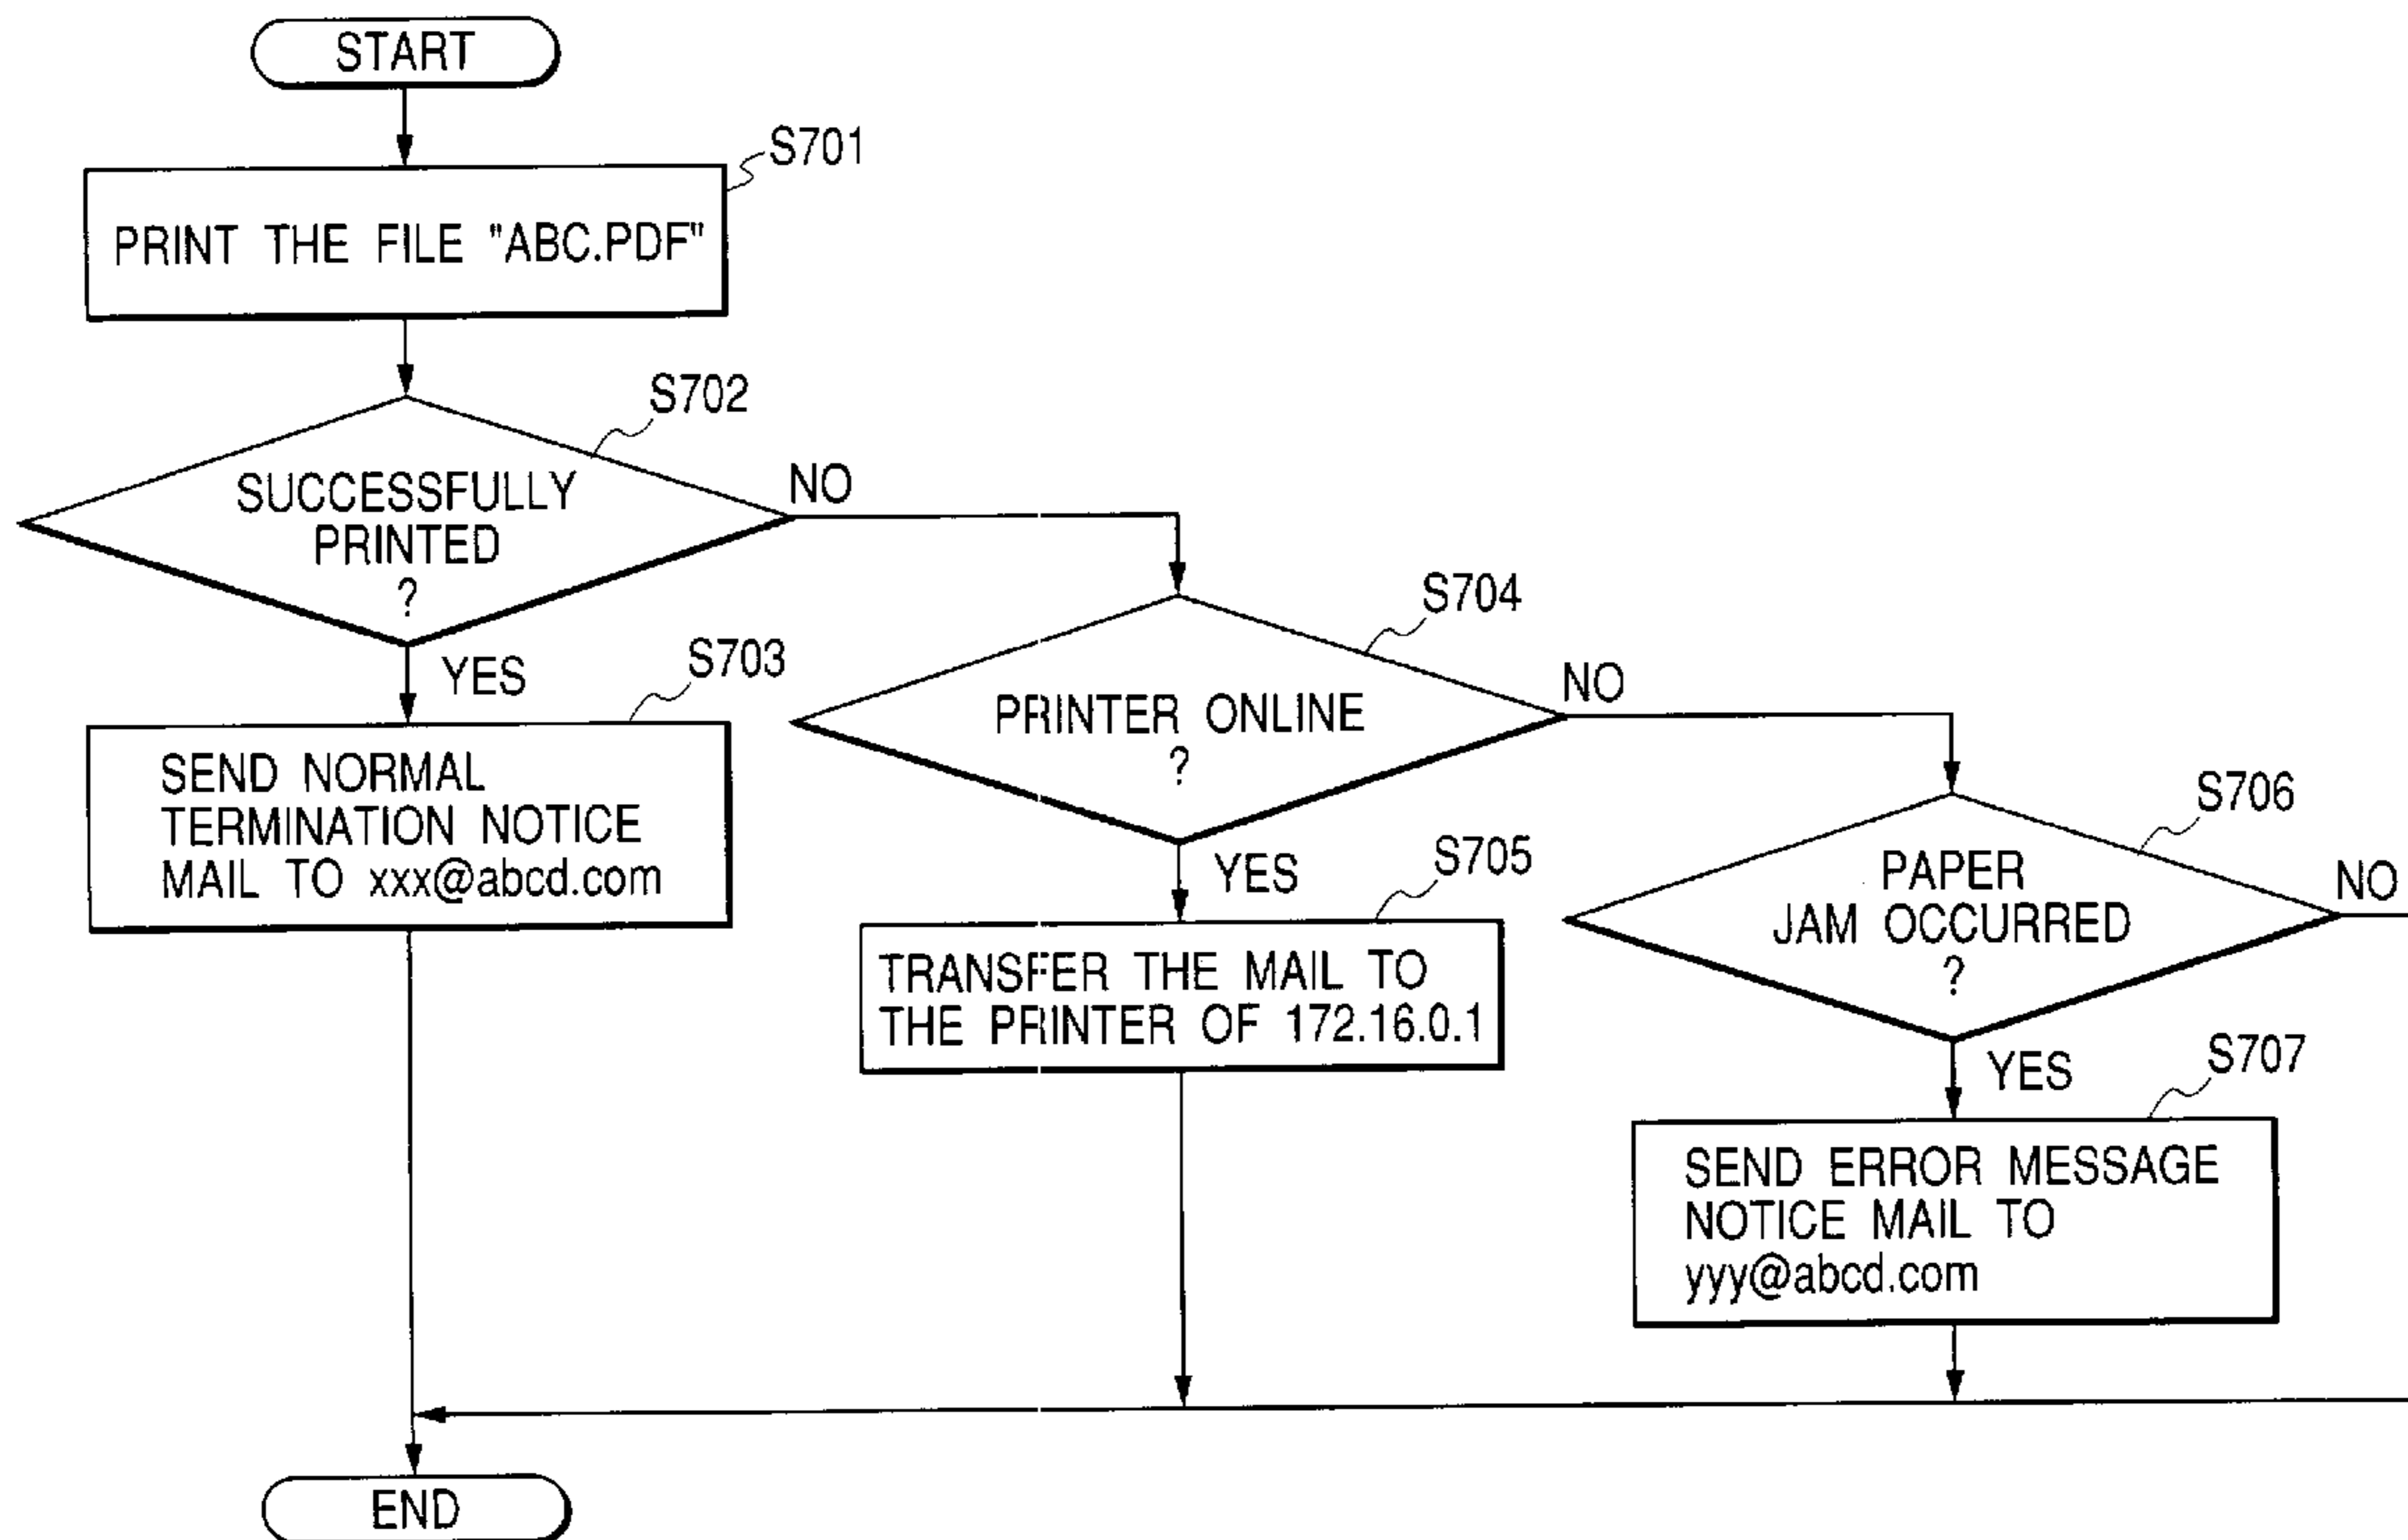 START
S701
PRINT THE FILE "ABC.PDF"
S702
SUCCESSFULLY
PRINTED
?
NO
YES
S703
SEND NORMAL
TERMINATION NOTICE
MAIL TO xxx@abcd.com
S704
PRINTER ONLINE
?
NO
YES
S705
TRANSFER THE MAIL TO
THE PRINTER OF 172.16.0.1
S706
PAPER
JAM OCCURRED
?
NO
YES
S707
SEND ERROR MESSAGE
NOTICE MAIL TO
yyy@abcd.com
END